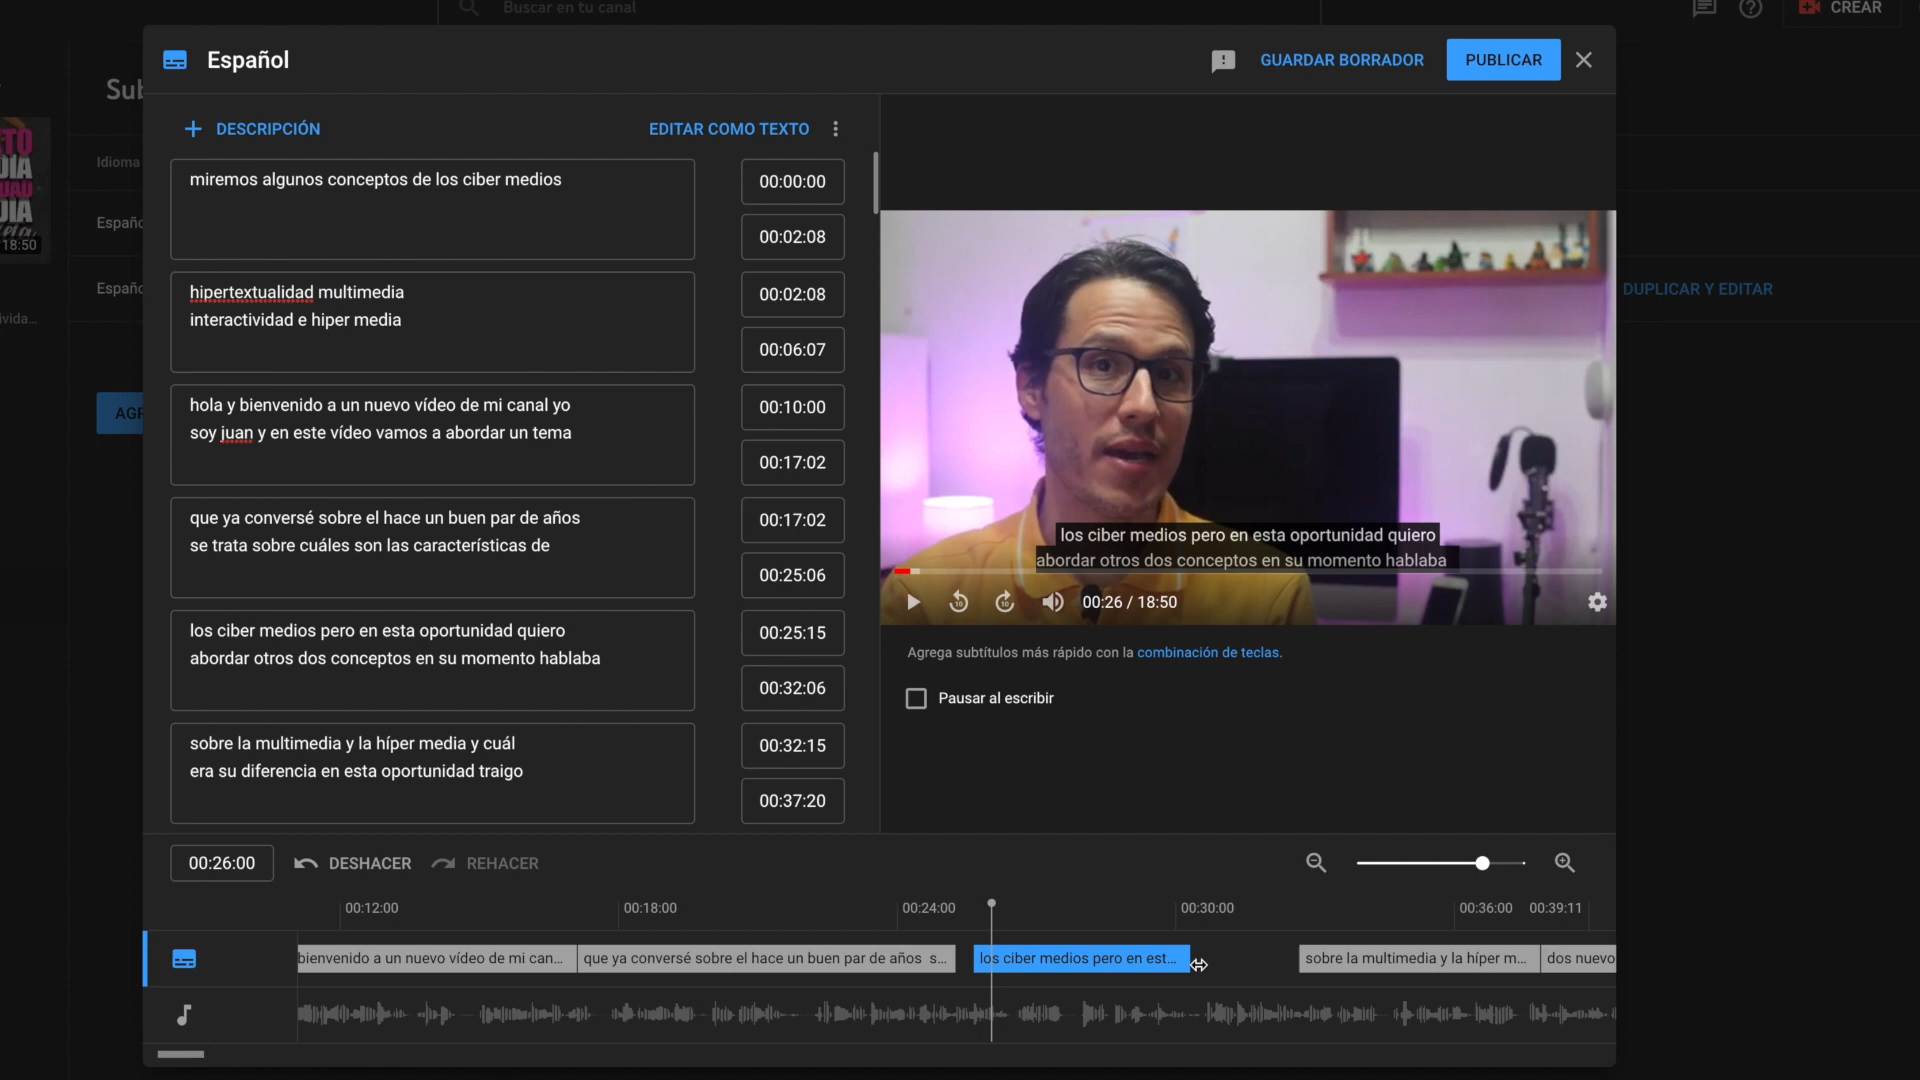 Buscar en tu canal
CREAR
Español
GUARDAR BORRADOR
PUBLICAR
DESCRIPCIÓN
EDITAR COMO TEXTO
miremos algunos conceptos de los ciber medios
00:00:00
00:02:08
hipertextualidad multimedia
interactividad e hiper media
00:02:08
00:06:07
hola y bienvenido a un nuevo vídeo de mi canal yo
soy juan y en este vídeo vamos a abordar un tema
00:10:00
00:17:02
que ya conversé sobre el hace un buen par de años
se trata sobre cuáles son las características de
00:17:02
00:25:06
los ciber medios pero en esta oportunidad quiero
abordar otros dos conceptos en su momento hablaba
00:25:15
00:32:06
sobre la multimedia y la híper media y cuál
era su diferencia en esta oportunidad traigo
00:32:15
00:37:20
los ciber medios pero en esta oportunidad quiero
abordar otros dos conceptos en su momento hablaba
10
10
00:26 / 18:50
Agrega subtítulos más rápido con la combinación de teclas.
Pausar al escribir
Sub
Idioma
18:50
Españo
Españo
ivida...
AGR
DUPLICAR Y EDITAR
00:26:00
DESHACER
REHACER
00:12:00
00:18:00
00:24:00
00:30:00
00:36:00
00:39:11
bienvenido a un nuevo vídeo de mi can...
que ya conversé sobre el hace un buen par de años s...
los ciber medios pero en est...
sobre la multimedia y la híper m...
dos nuevo